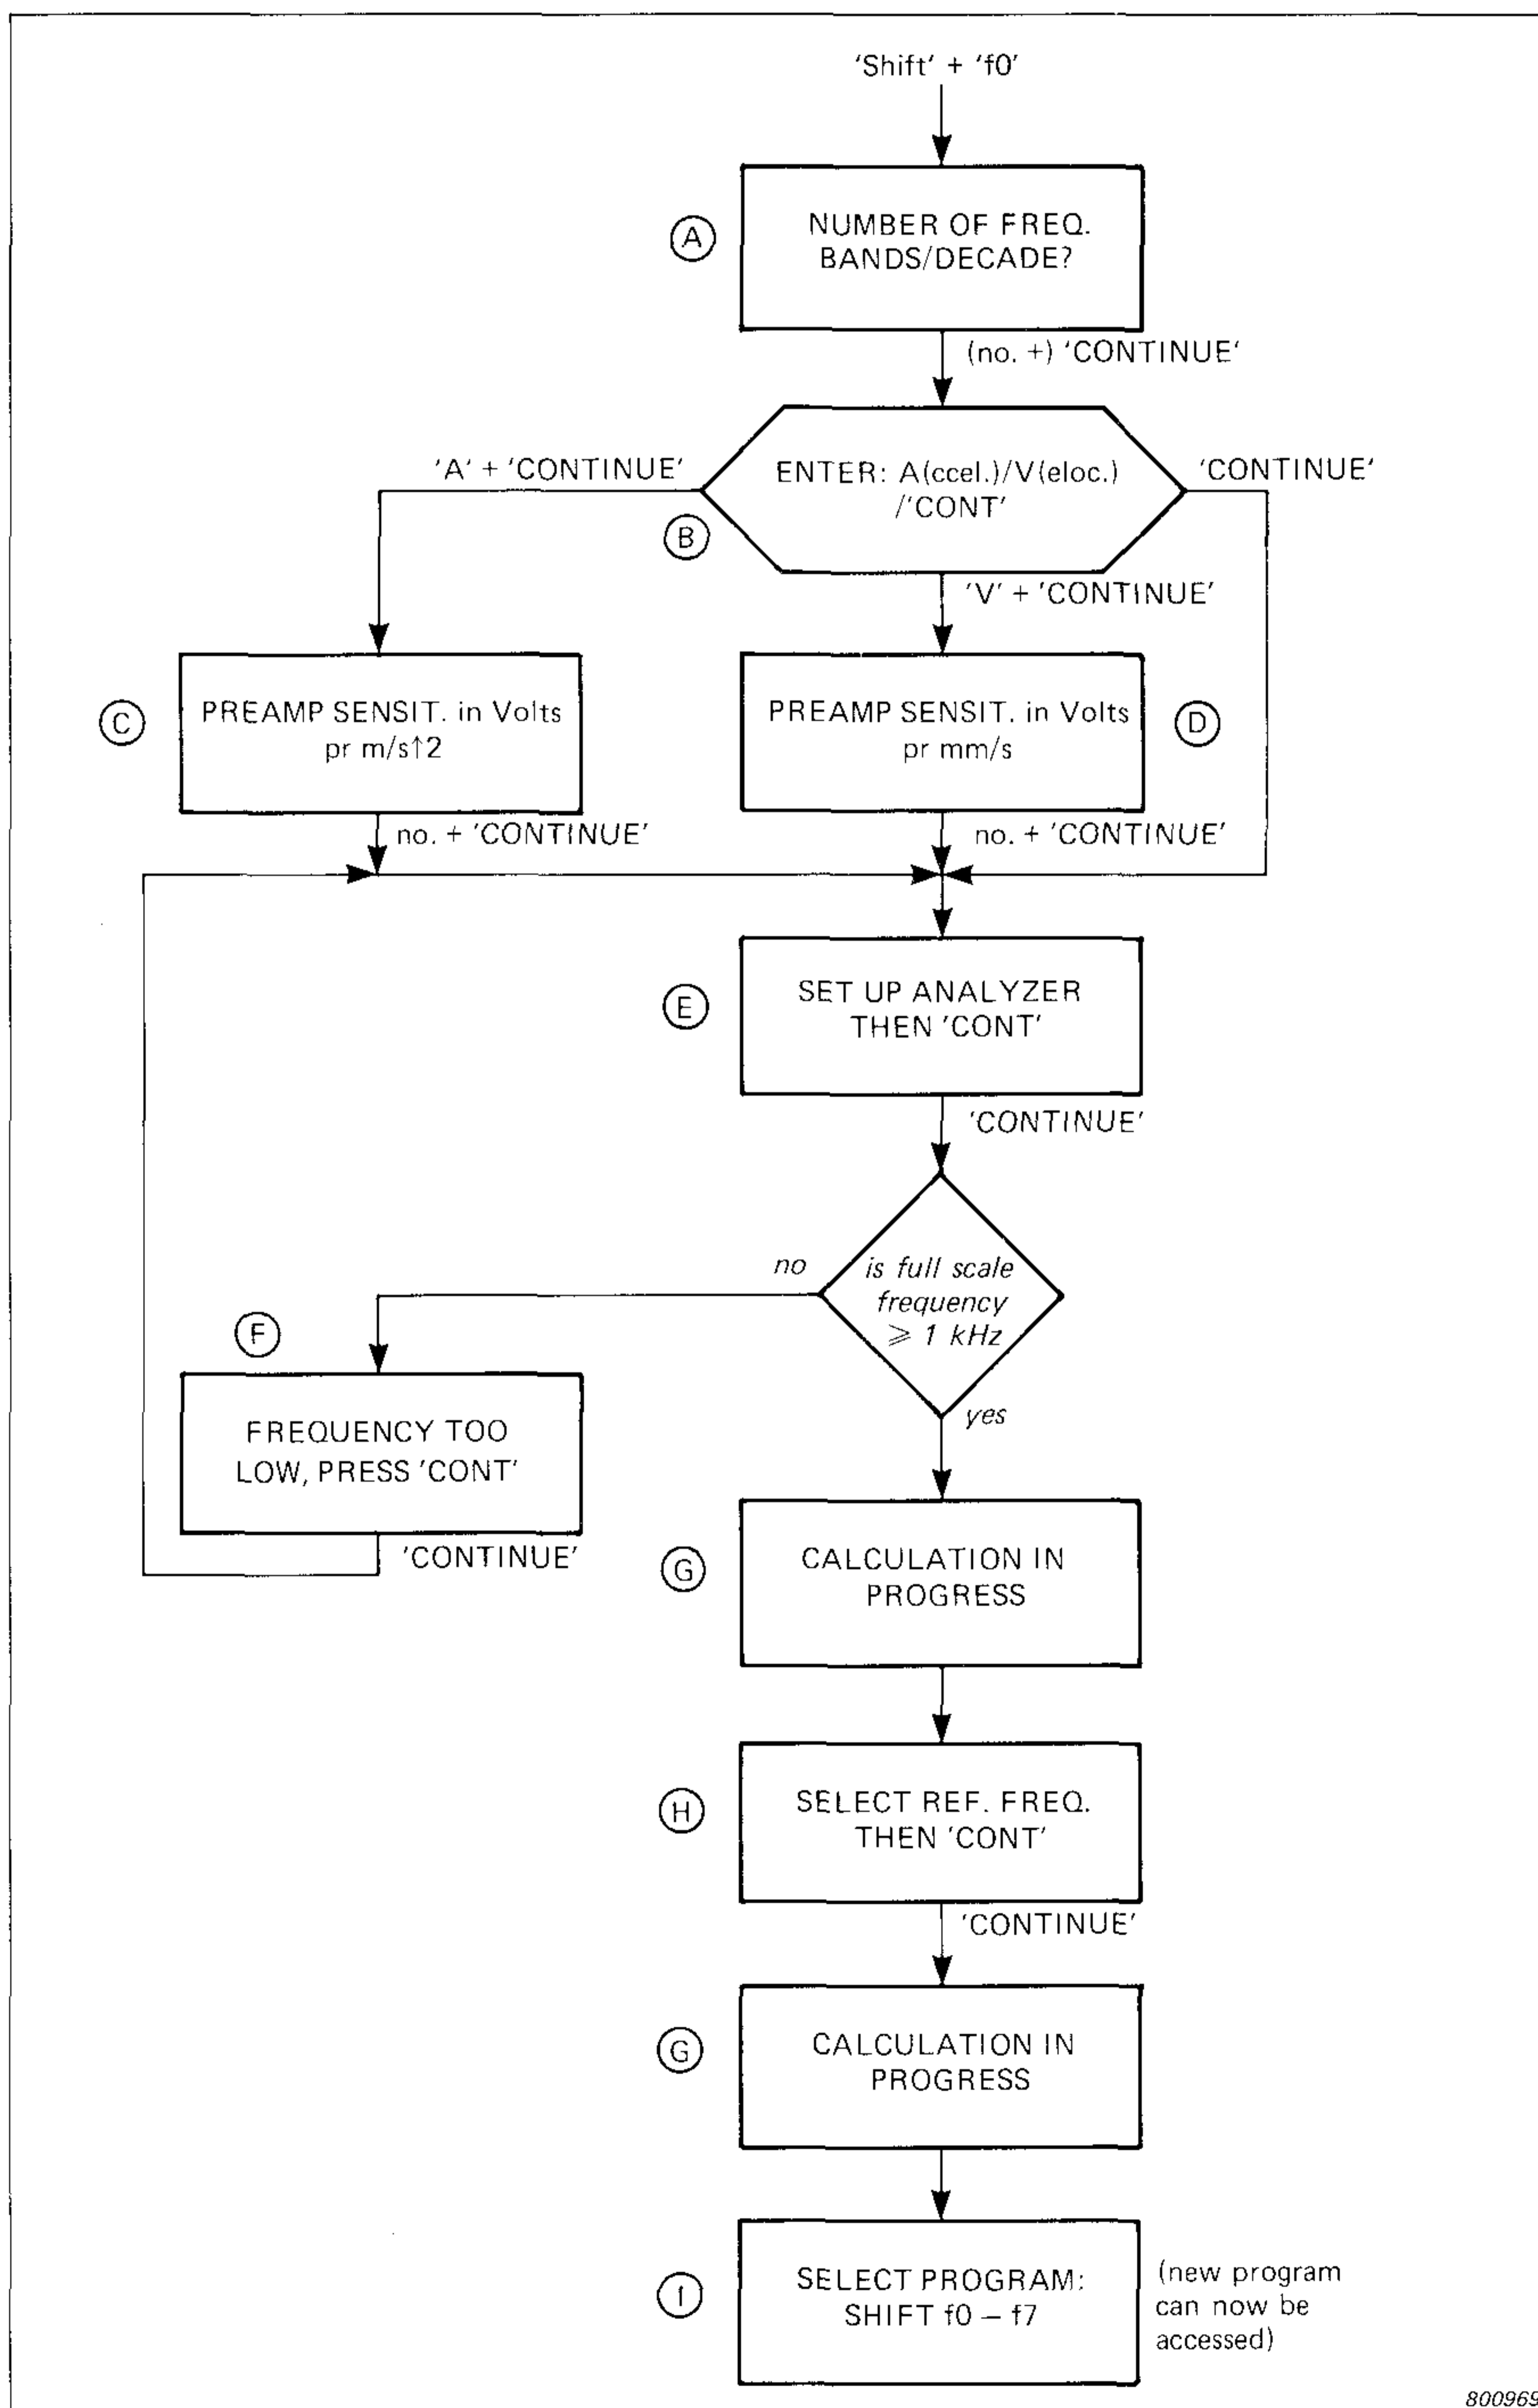 'Shift' + 'f0'
A
NUMBER OF FREQ.
BANDS/DECADE?
(no. +) 'CONTINUE'
'A' + 'CONTINUE'
ENTER: A(ccel.)/V(eloc.)
/'CONT'
'CONTINUE'
B
'V' + 'CONTINUE'
C
PREAMP SENSIT. in Volts
pr m/s↑2
PREAMP SENSIT. in Volts
pr mm/s
D
no. + 'CONTINUE'
no. + 'CONTINUE'
E
SET UP ANALYZER
THEN 'CONT'
'CONTINUE'
no
is full scale
frequency
⩾ 1 kHz
yes
F
FREQUENCY TOO
LOW, PRESS 'CONT'
'CONTINUE'
G
CALCULATION IN
PROGRESS
H
SELECT REF. FREQ.
THEN 'CONT'
'CONTINUE'
G
CALCULATION IN
PROGRESS
I
SELECT PROGRAM:
SHIFT f0 – f7
(new program
can now be
accessed)
800969